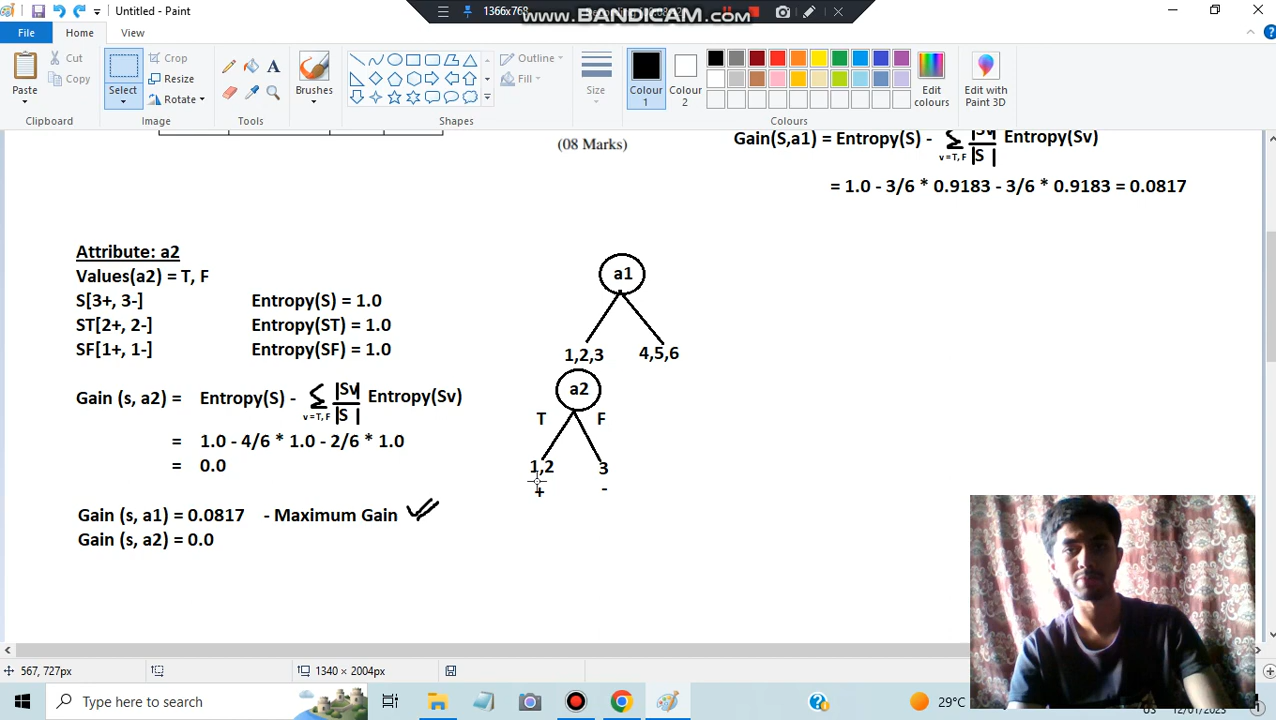 Untitled - Paint
1366x768
www.BANDICAM.com
File Home View
Paste
Cut
Copy
Clipboard
Select
Crop
Resize
Rotate
Image
Tools
Brushes
Shapes
Outline
Fill
Size
Colour 1
Colour 2
Edit colours
Colours
Edit with Paint 3D
(08 Marks)
Gain(S,a1) = Entropy(S) - Σ |Sv| Entropy(Sv)
v = T, F |S |
= 1.0 - 3/6 * 0.9183 - 3/6 * 0.9183 = 0.0817
Attribute: a2
Values(a2) = T, F
S[3+, 3-] Entropy(S) = 1.0
ST[2+, 2-] Entropy(ST) = 1.0
SF[1+, 1-] Entropy(SF) = 1.0
Gain (s, a2) = Entropy(S) - Σ |Sv| Entropy(Sv)
v = T, F |S |
= 1.0 - 4/6 * 1.0 - 2/6 * 1.0
= 0.0
Gain (s, a1) = 0.0817 - Maximum Gain
Gain (s, a2) = 0.0
a1
1,2,3 4,5,6
a2
T F
1,2 3
+ -
567, 727px
1340 × 2004px
Type here to search
29°C
12/01/2023